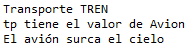 Transporte TREN
tp tiene el valor de Avion
El avión surca el cielo